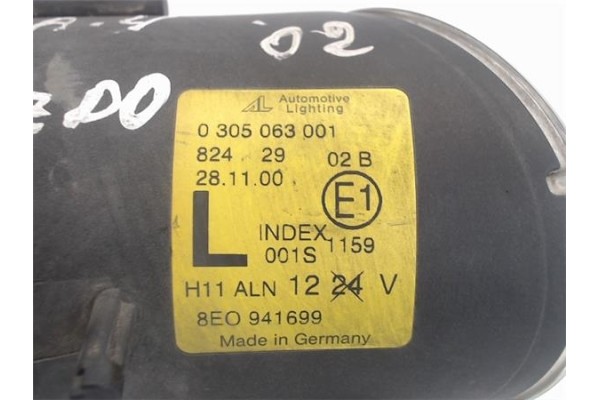 02
AL Automotive
Lighting
0 305 063 001
824 29 02 B
28.11.00
E1
L INDEX 1159
001S
H11 ALN 12 24 V
8EO 941699
Made in Germany